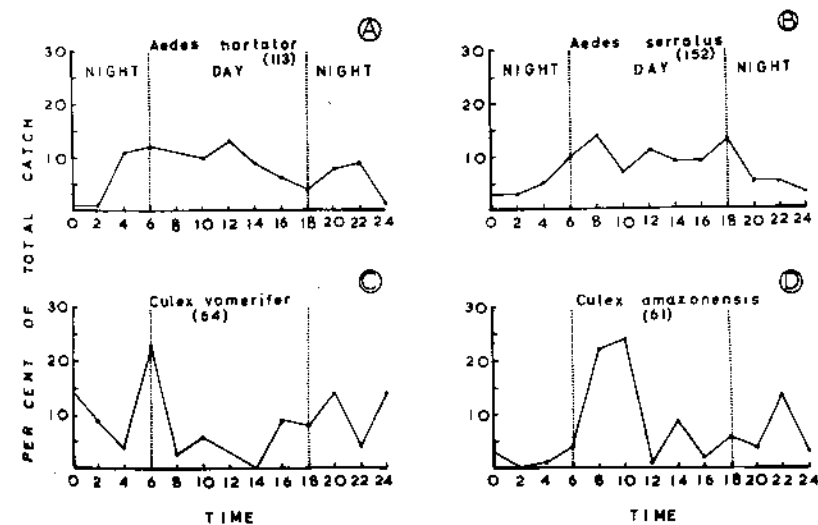 A
Aedes hortator
(113)
NIGHT DAY NIGHT
30
20
10
0 2 4 6 8 10 12 14 16 18 20 22 24
B
Aedes serratus
(152)
NIGHT DAY NIGHT
30
20
10
0 2 4 6 8 10 12 14 16 18 20 22 24
PER CENT OF TOTAL CATCH
C
Culex vomerifer
(64)
30
20
10
0 2 4 6 8 10 12 14 16 18 20 22 24
TIME
D
Culex amazonensis
(61)
30
20
10
0 2 4 6 8 10 12 14 16 18 20 22 24
TIME